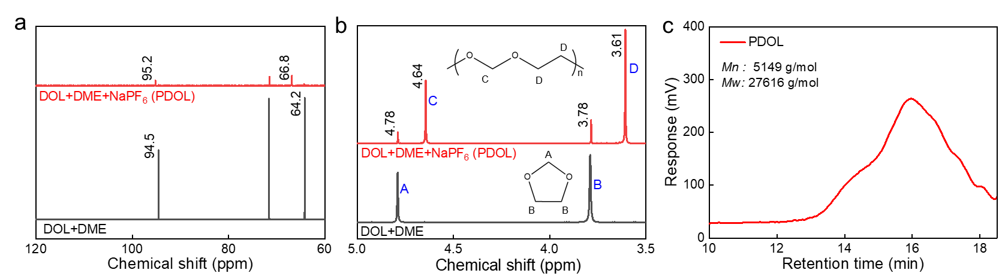 a
95.2
66.8
DOL+DME+NaPF6 (PDOL)
94.5
64.2
DOL+DME
120 100 80 60
Chemical shift (ppm)
b
4.78
4.64
3.78
3.61
C
D
O O
C D D n
DOL+DME+NaPF6 (PDOL)
A
B
A
O O
B B
DOL+DME
5.0 4.5 4.0 3.5
Chemical shift (ppm)
c
400
300
200
100
0
Response (mV)
PDOL
Mn : 5149 g/mol
Mw: 27616 g/mol
10 12 14 16 18
Retention time (min)